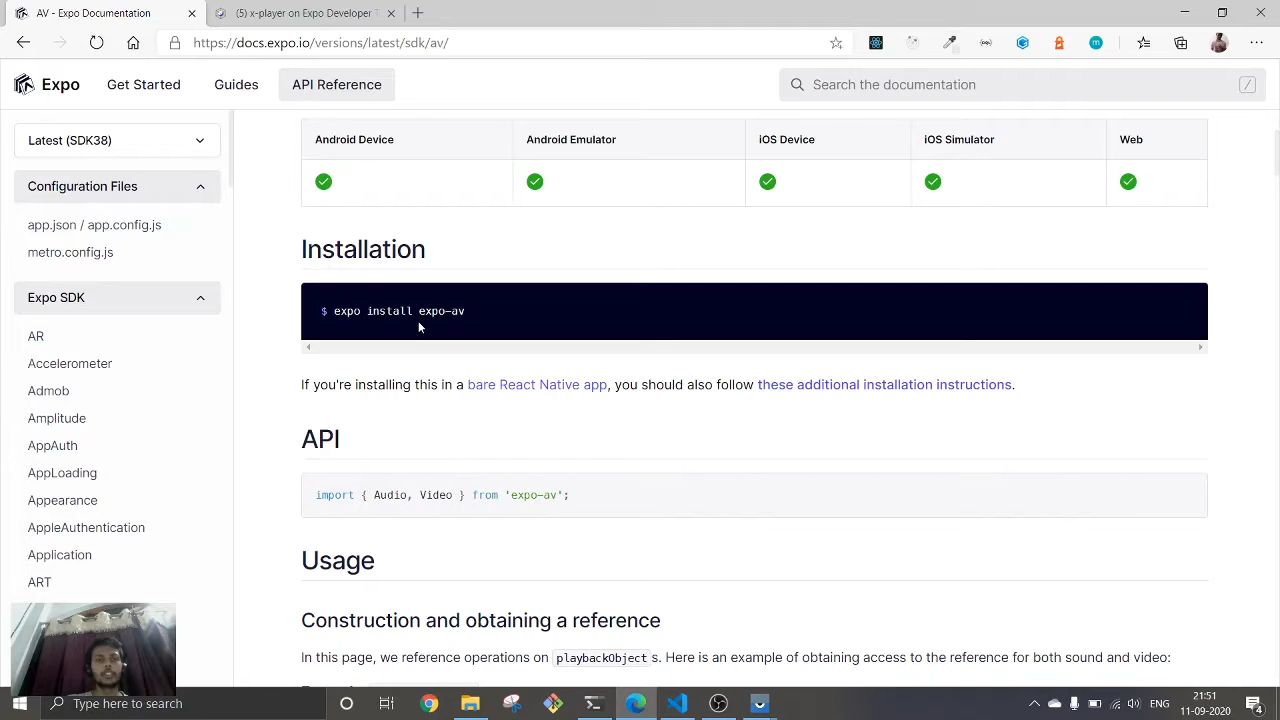 AV - Expo Documentation
(5) x-player on Expo Developer T
https://docs.expo.io/versions/latest/sdk/av/
Expo
Get Started
Guides
API Reference
Search the documentation
/
Latest (SDK38)
Configuration Files
app.json / app.config.js
metro.config.js
Expo SDK
AR
Accelerometer
Admob
Amplitude
AppAuth
AppLoading
Appearance
AppleAuthentication
Application
ART
Android Device
Android Emulator
iOS Device
iOS Simulator
Web
Installation
$ expo install expo-av
If you're installing this in a bare React Native app, you should also follow these additional installation instructions.
API
import { Audio, Video } from 'expo-av';
Usage
Construction and obtaining a reference
In this page, we reference operations on playbackObject s. Here is an example of obtaining access to the reference for both sound and video:
Type here to search
ENG
21:51
11-09-2020